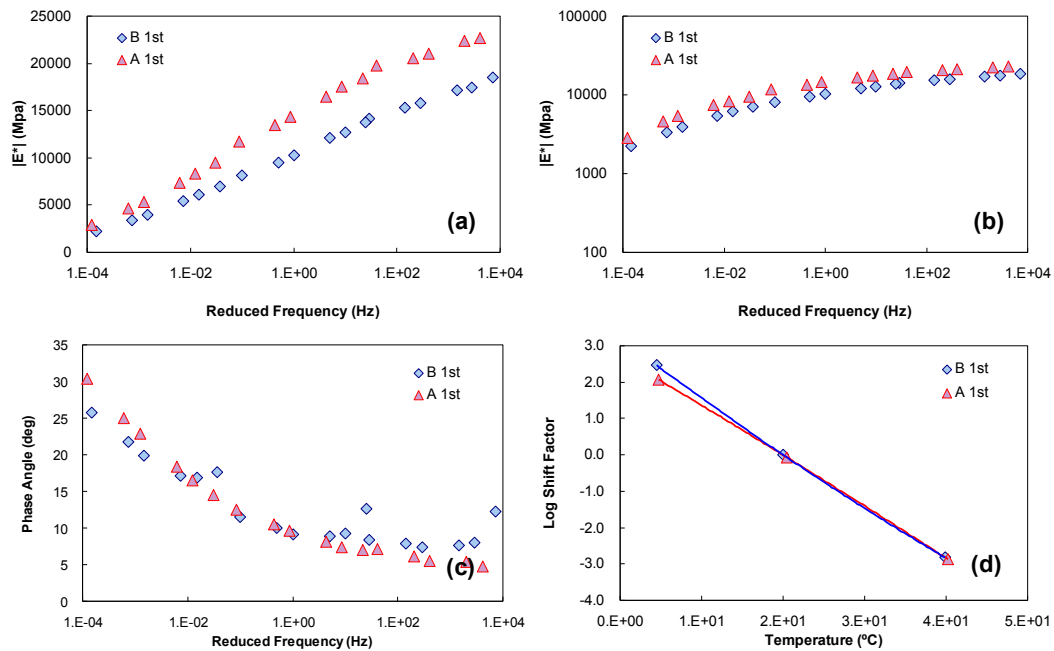 25000
20000
15000
10000
5000
0
|E*| (Mpa)
B 1st
A 1st
(a)
1.E-04 1.E-02 1.E+00 1.E+02 1.E+04
Reduced Frequency (Hz)
100000
10000
1000
100
|E*| (Mpa)
B 1st
A 1st
(b)
1.E-04 1.E-02 1.E+00 1.E+02 1.E+04
Reduced Frequency (Hz)
35
30
25
20
15
10
5
0
Phase Angle (deg)
B 1st
A 1st
(c)
1.E-04 1.E-02 1.E+00 1.E+02 1.E+04
Reduced Frequency (Hz)
3.0
2.0
1.0
0.0
-1.0
-2.0
-3.0
-4.0
Log Shift Factor
B 1st
A 1st
(d)
0.E+00 1.E+01 2.E+01 3.E+01 4.E+01 5.E+01
Temperature (ºC)